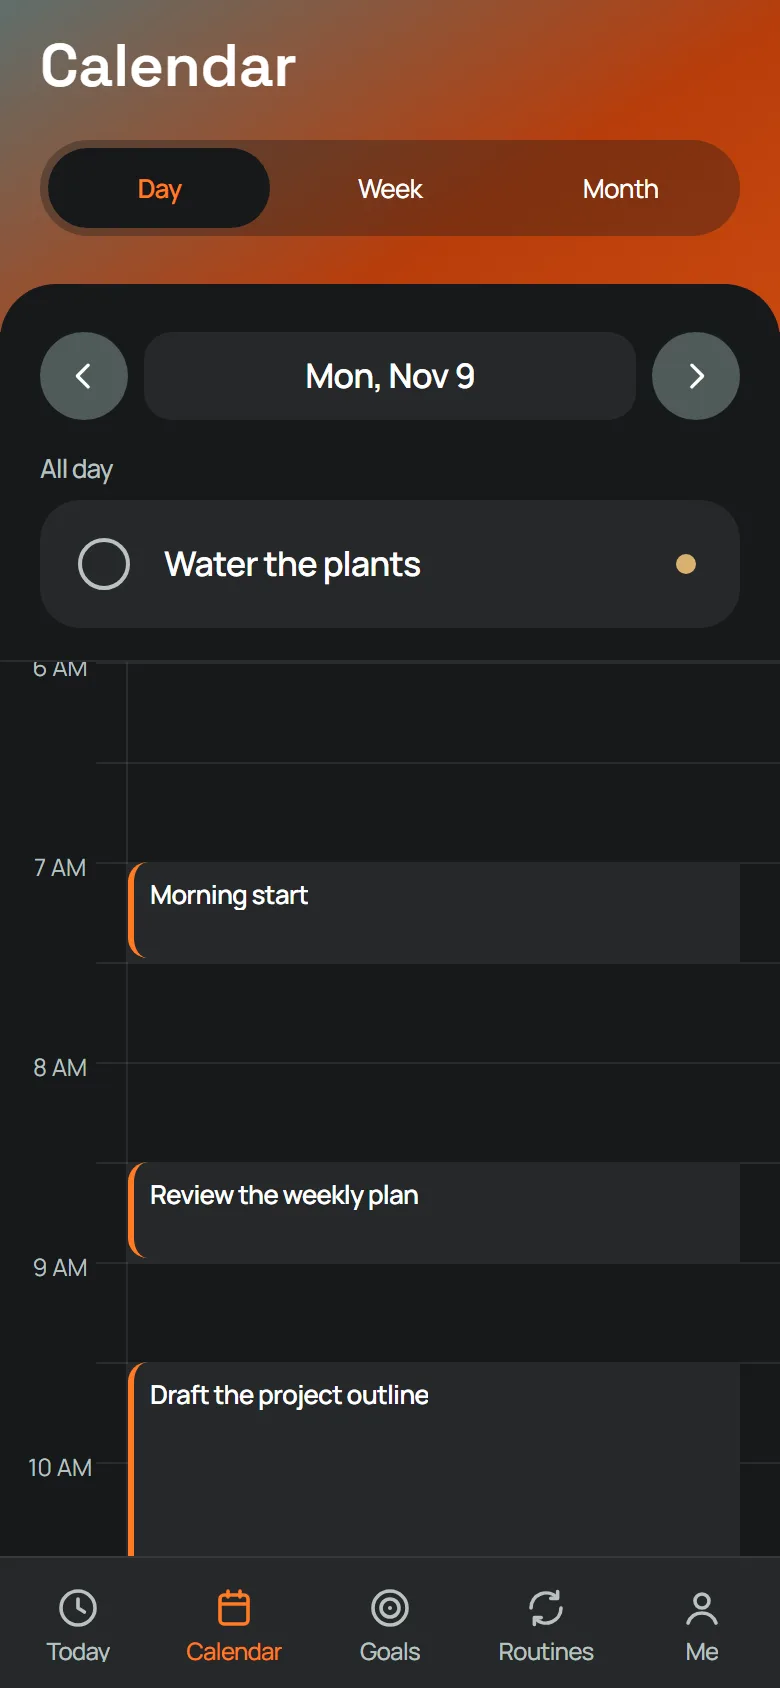 Calendar
Day Week Month
Mon, Nov 9
All day
Water the plants
6 AM
7 AM
Morning start
8 AM
Review the weekly plan
9 AM
Draft the project outline
10 AM
Today Calendar Goals Routines Me